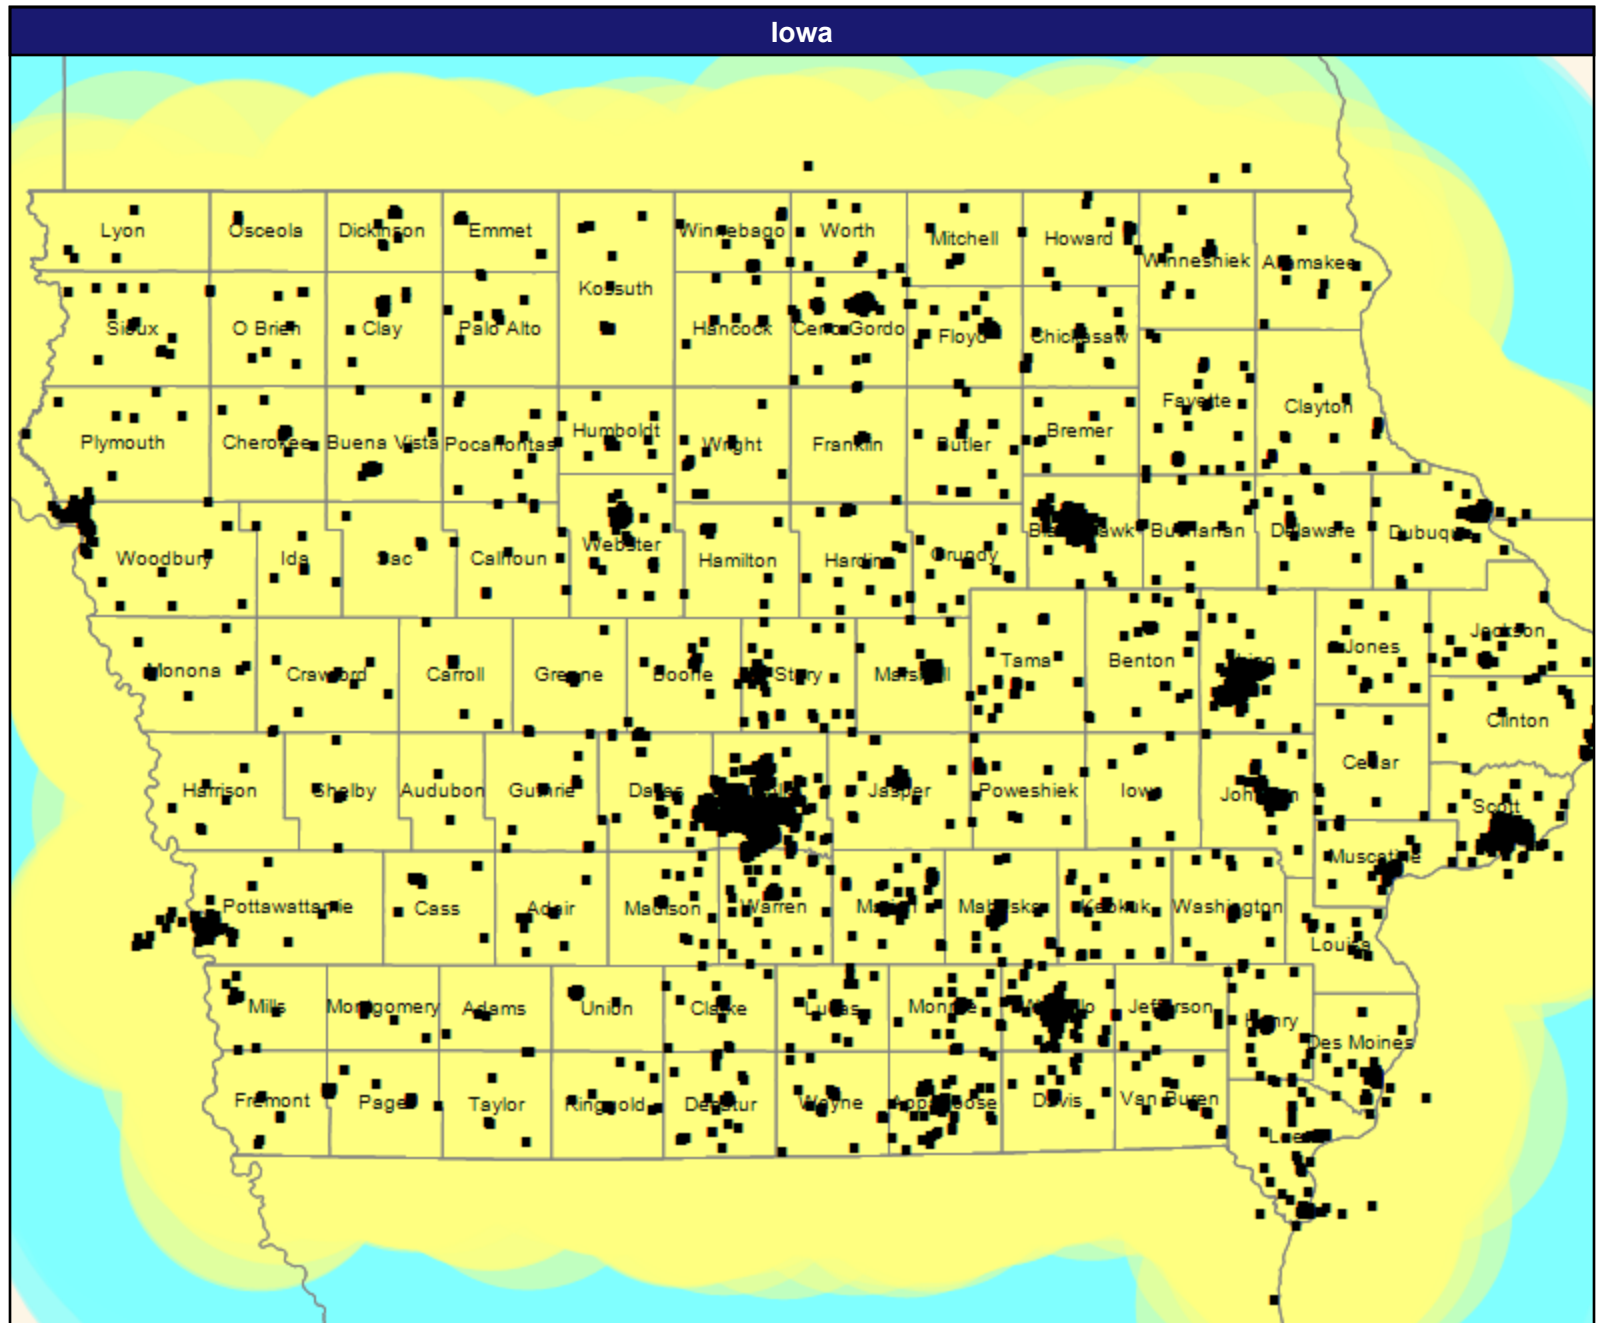 Iowa
Lyon
Osceola
Dickinson
Emmet
Winnebago
Worth
Mitchell
Howard
Winneshiek
Allamakee
Kossuth
Sioux
O Brien
Clay
Palo Alto
Hancock
Cerro Gordo
Floyd
Chickasaw
Fayette
Clayton
Plymouth
Cherokee
Buena Vista
Pocahontas
Humboldt
Wright
Franklin
Butler
Bremer
Woodbury
Ida
Sac
Calhoun
Webster
Hamilton
Hardin
Grundy
Buchanan
Delaware
Dubuque
Monona
Crawford
Carroll
Greene
Boone
Story
Marshall
Tama
Benton
Jones
Jackson
Clinton
Harrison
Shelby
Audubon
Guthrie
Dallas
Jasper
Poweshiek
Iowa
Johnson
Cedar
Scott
Muscatine
Pottawattamie
Cass
Adair
Madison
Warren
Marion
Mahaska
Keokuk
Washington
Louisa
Mills
Montgomery
Adams
Union
Clarke
Lucas
Monroe
Jefferson
Henry
Des Moines
Fremont
Page
Taylor
Ringgold
Decatur
Wayne
Appanoose
Davis
Van Buren
Lee